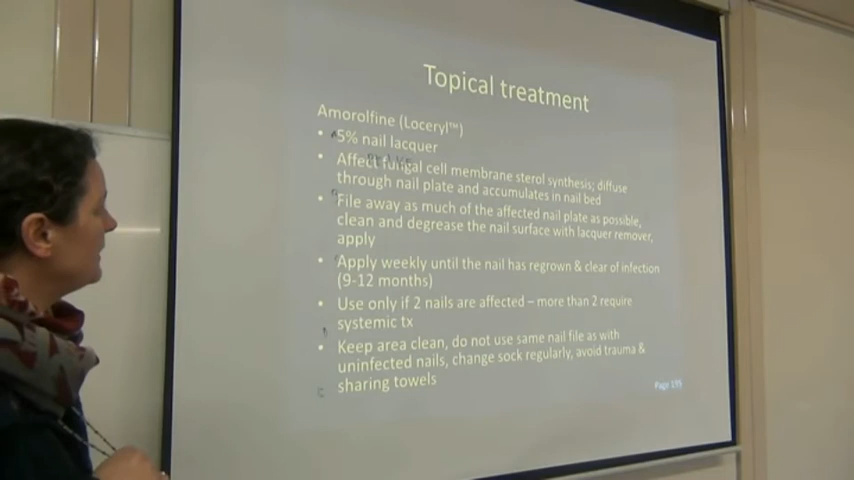 Topical treatment
Amorolfine (Loceryl™)
• 5% nail lacquer
• Affect fungal cell membrane sterol synthesis; diffuse
through nail plate and accumulates in nail bed
• File away as much of the affected nail plate as possible,
clean and degrease the nail surface with lacquer remover,
apply
• Apply weekly until the nail has regrown & clear of infection
(9-12 months)
• Use only if 2 nails are affected – more than 2 require
systemic tx
• Keep area clean, do not use same nail file as with
uninfected nails, change sock regularly, avoid trauma &
sharing towels
Page 195